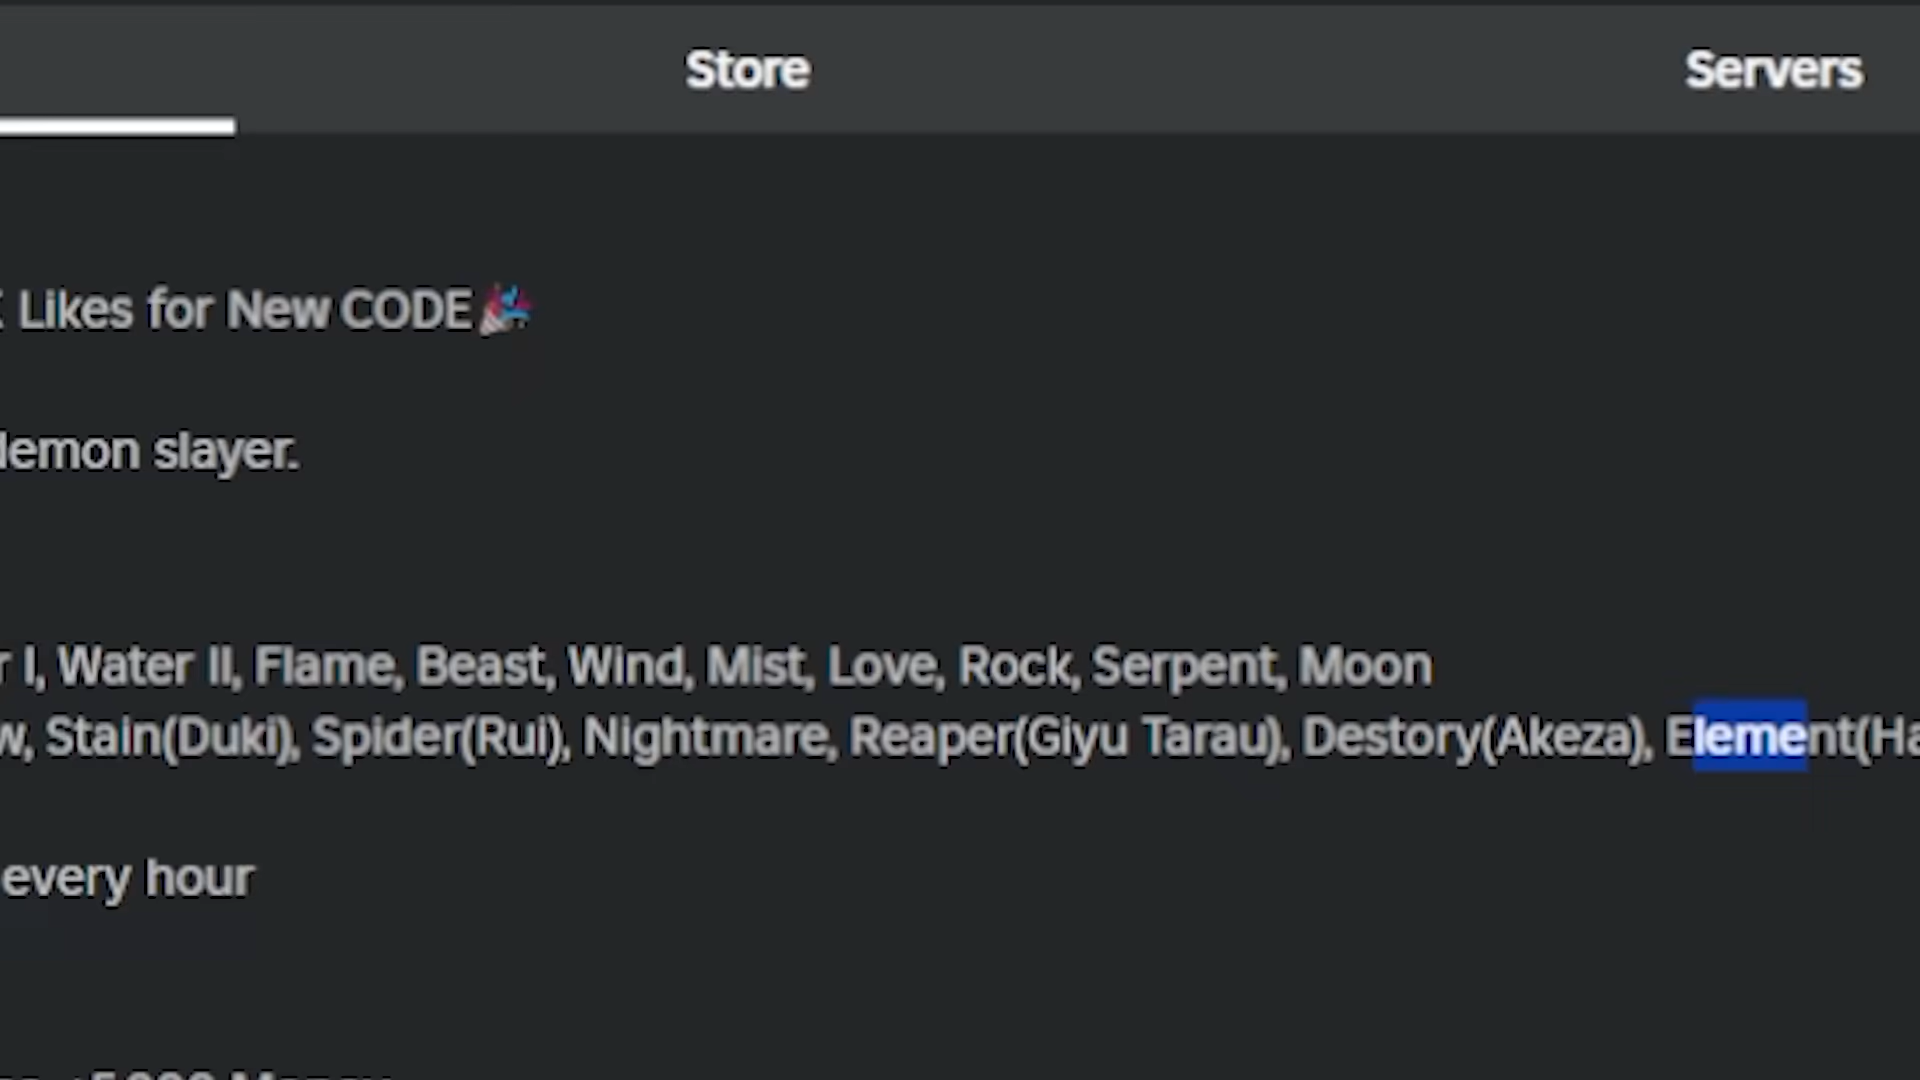 Store Servers
Likes for New CODE🎉
demon slayer.
I, Water II, Flame, Beast, Wind, Mist, Love, Rock, Serpent, Moon
Stain(Duki), Spider(Rui), Nightmare, Reaper(Giyu Tarau), Destory(Akeza), Element(Ha
every hour